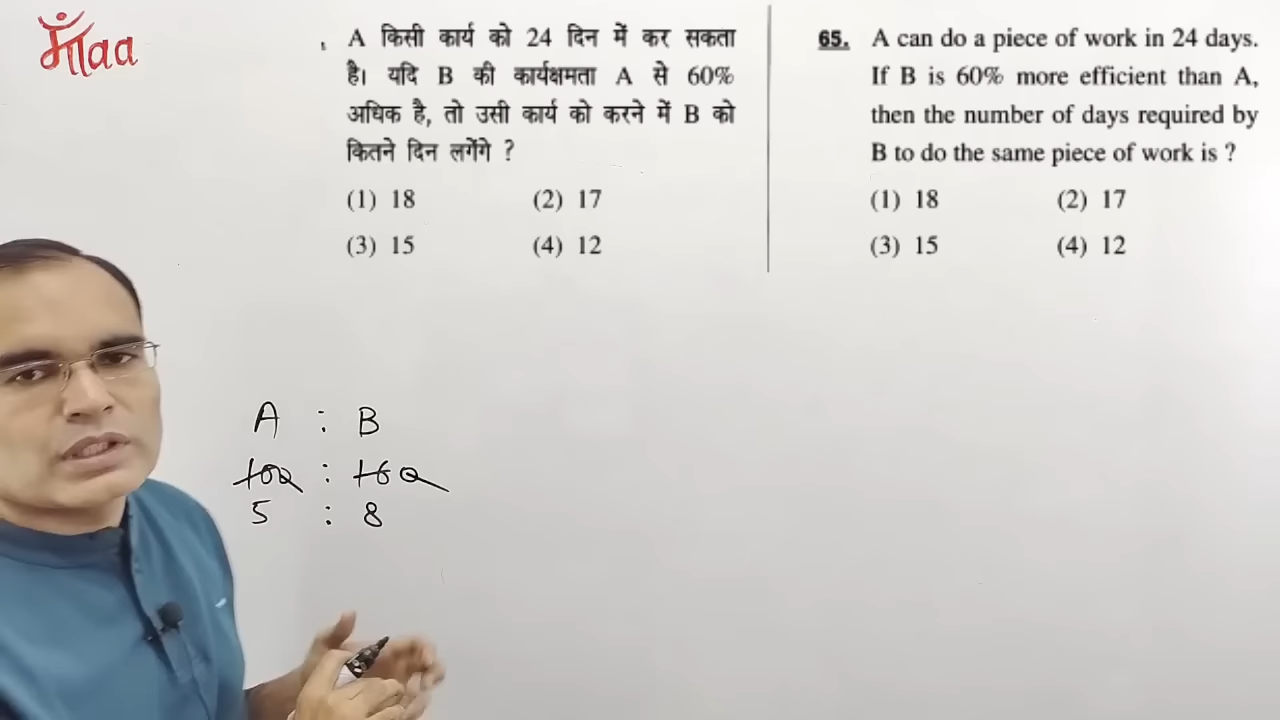 माँaa
A किसी कार्य को 24 दिन में कर सकता
है। यदि B की कार्यक्षमता A से 60%
अधिक है, तो उसी कार्य को करने में B को
कितने दिन लगेंगे ?
(1) 18 (2) 17
(3) 15 (4) 12
65. A can do a piece of work in 24 days.
If B is 60% more efficient than A,
then the number of days required by
B to do the same piece of work is ?
(1) 18 (2) 17
(3) 15 (4) 12
A : B
100 : 160
5 : 8